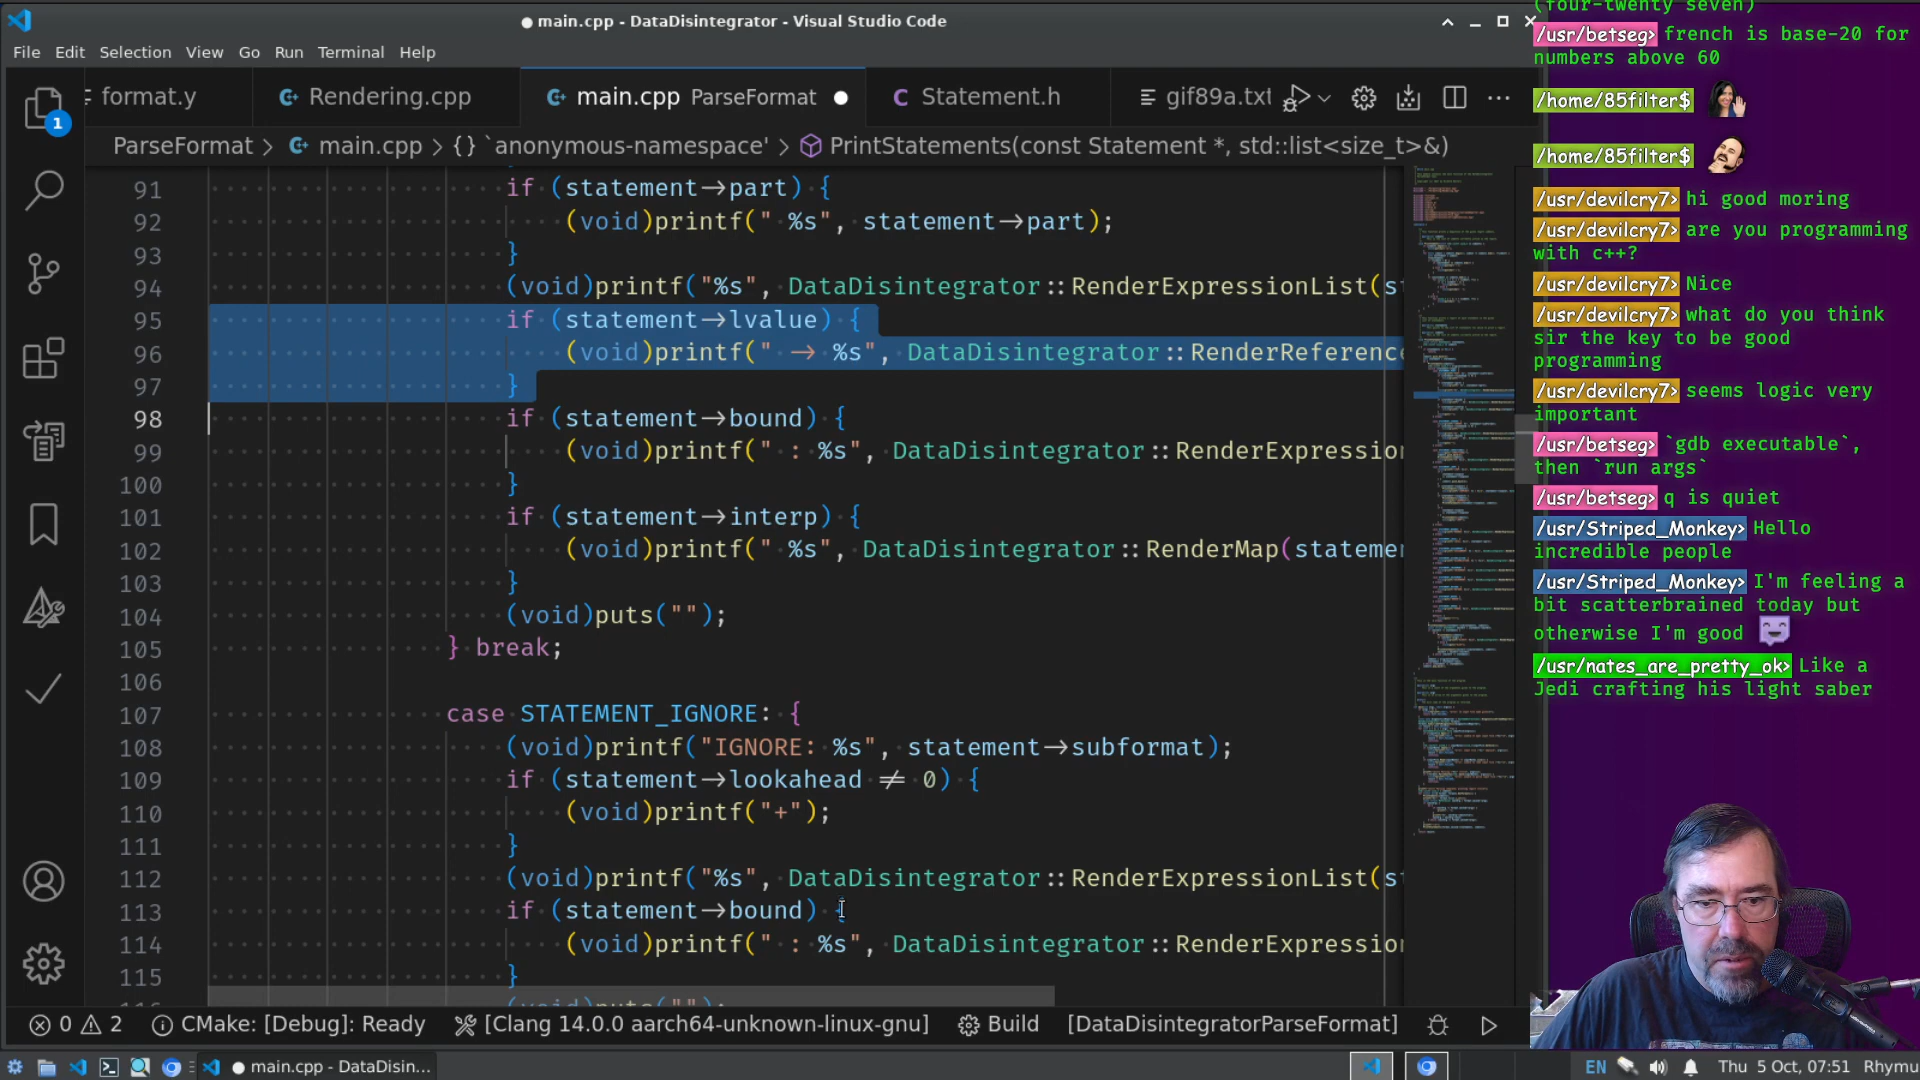 main.cpp - DataDisintegrator - Visual Studio Code
File Edit Selection View Go Run Terminal Help
format.y
Rendering.cpp
main.cpp ParseFormat
Statement.h
gif89a.txt
ParseFormat > main.cpp > {} `anonymous-namespace' > PrintStatements(const Statement *, std::list<size_t>&)
1
91 if (statement->part) {
92 (void)printf(" %s", statement->part);
93 }
94 (void)printf("%s", DataDisintegrator::RenderExpressionList(s
95 if (statement->lvalue) {
96 (void)printf(" -> %s", DataDisintegrator::RenderReference
97 }
98 if (statement->bound) {
99 (void)printf(" : %s", DataDisintegrator::RenderExpression
100 }
101 if (statement->interp) {
102 (void)printf(" %s", DataDisintegrator::RenderMap(statemen
103 }
104 (void)puts("");
105 } break;
106
107 case STATEMENT_IGNORE: {
108 (void)printf("IGNORE: %s", statement->subformat);
109 if (statement->lookahead != 0) {
110 (void)printf("+");
111 }
112 (void)printf("%s", DataDisintegrator::RenderExpressionList(s
113 if (statement->bound) {
114 (void)printf(" : %s", DataDisintegrator::RenderExpression
115 }
116 (void)puts("");
0 2 CMake: [Debug]: Ready [Clang 14.0.0 aarch64-unknown-linux-gnu] Build [DataDisintegratorParseFormat]
main.cpp - DataDisin...
EN Thu 5 Oct, 07:51 Rhymu
(four-twenty seven)
/usr/betseg> french is base-20 for
numbers above 60
/home/85filter$
/home/85filter$
/usr/devilcry7> hi good moring
/usr/devilcry7> are you programming
with c++?
/usr/devilcry7> Nice
/usr/devilcry7> what do you think
sir the key to be good
programming
/usr/devilcry7> seems logic very
important
/usr/betseg> `gdb executable`,
then `run args`
/usr/betseg> q is quiet
/usr/Striped_Monkey> Hello
incredible people
/usr/Striped_Monkey> I'm feeling a
bit scatterbrained today but
otherwise I'm good
/usr/nates_are_pretty_ok> Like a
Jedi crafting his light saber